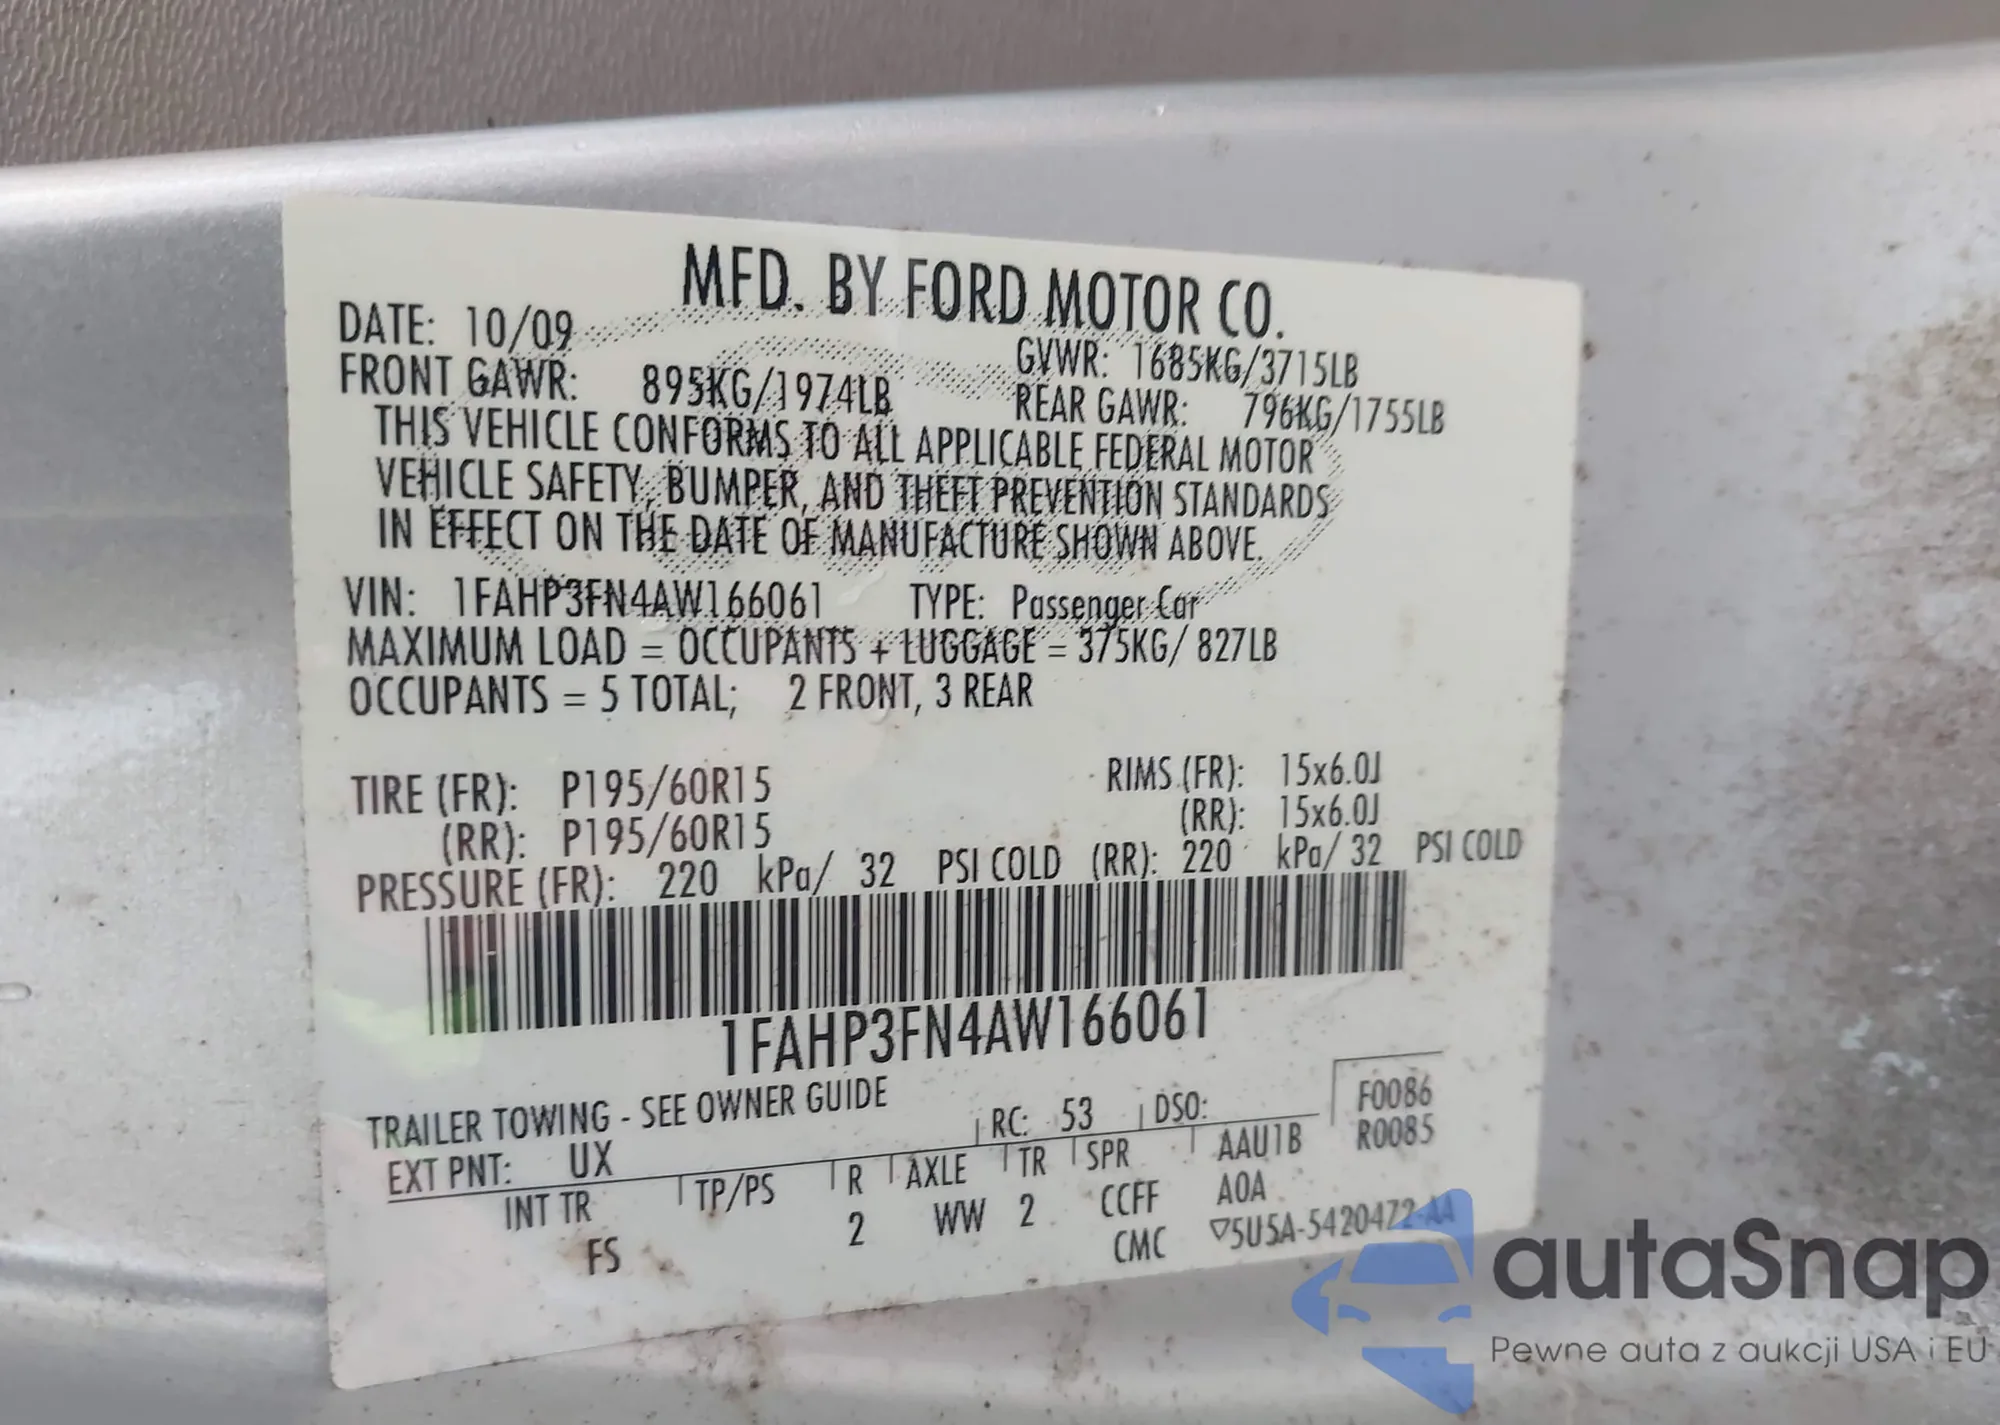 MFD. BY FORD MOTOR CO.
DATE: 10/09
GVWR: 1685KG/3715LB
FRONT GAWR: 895KG/1974LB
REAR GAWR: 796KG/1755LB
THIS VEHICLE CONFORMS TO ALL APPLICABLE FEDERAL MOTOR
VEHICLE SAFETY, BUMPER, AND THEFT PREVENTION STANDARDS
IN EFFECT ON THE DATE OF MANUFACTURE SHOWN ABOVE.
VIN: 1FAHP3FN4AW166061 TYPE: Passenger Car
MAXIMUM LOAD = OCCUPANTS + LUGGAGE = 375KG/ 827LB
OCCUPANTS = 5 TOTAL; 2 FRONT, 3 REAR
TIRE (FR): P195/60R15 RIMS (FR): 15x6.0J
(RR): P195/60R15 (RR): 15x6.0J
PRESSURE (FR): 220 kPa/ 32 PSI COLD (RR): 220 kPa/ 32 PSI COLD
1FAHP3FN4AW166061
TRAILER TOWING - SEE OWNER GUIDE
F0086
EXT PNT: UX RC: 53 DSO: R0085
INT TR TP/PS R AXLE TR SPR AAU1B
FS 2 WW 2 CCFF A0A
CMC ▽5U5A-5420472-AA
autaSnap
Pewne auta z aukcji USA i EU